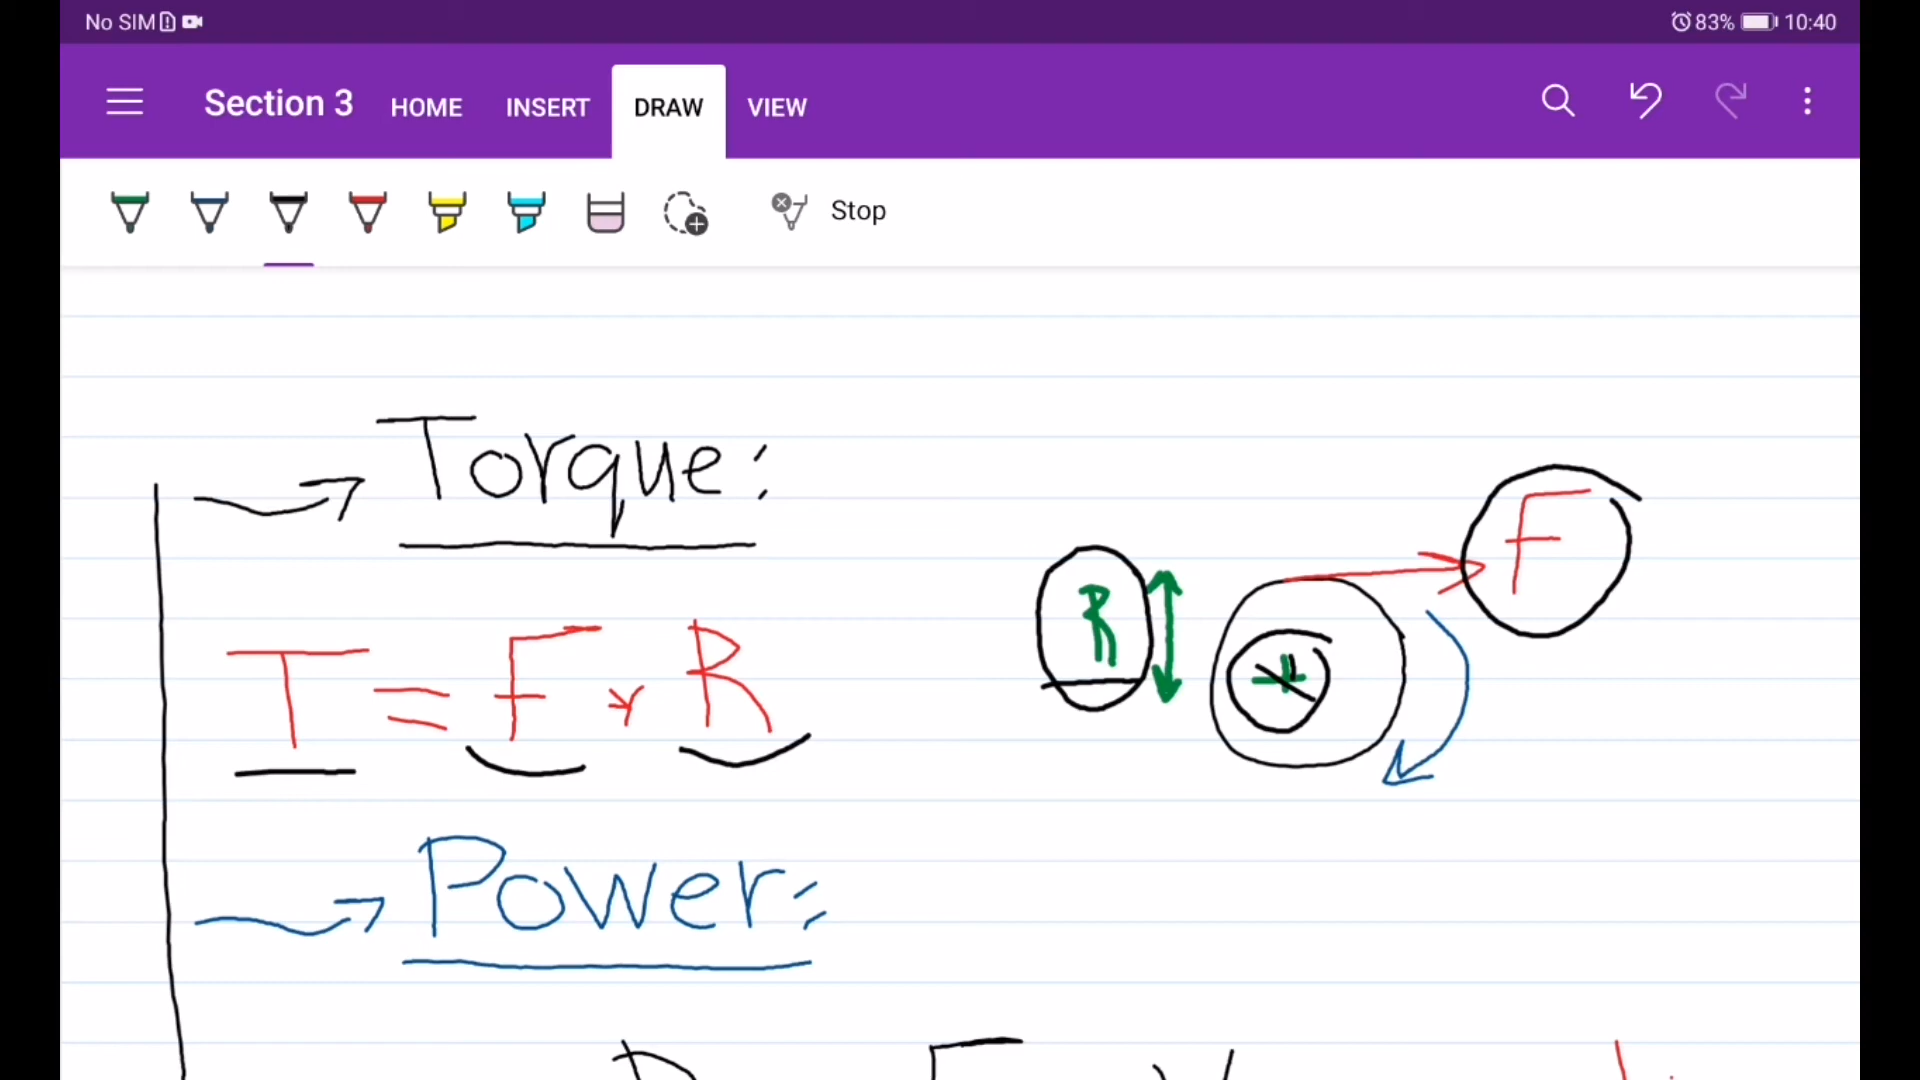 No SIM 83% 10:40
Section 3 HOME INSERT DRAW VIEW
Stop
Torque:
F
R
T = F * R
Power: